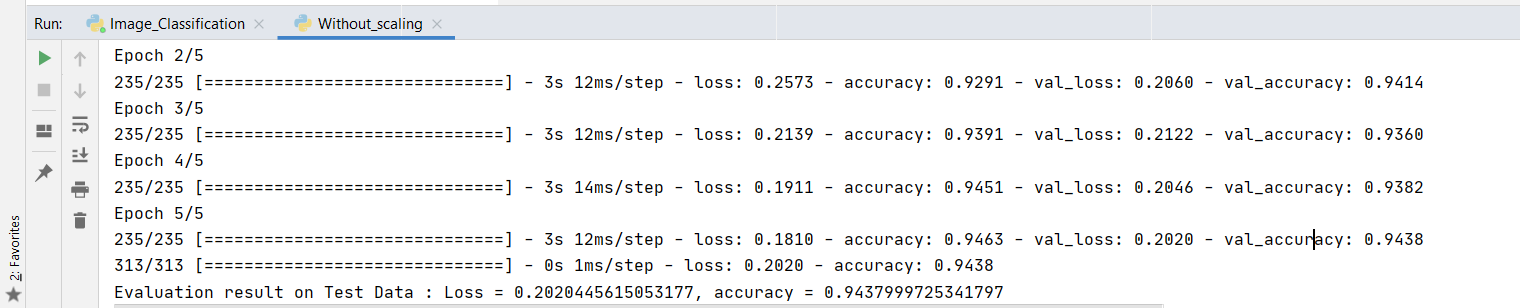 Run: Image_Classification Without_scaling
Epoch 2/5
235/235 [==============================] - 3s 12ms/step - loss: 0.2573 - accuracy: 0.9291 - val_loss: 0.2060 - val_accuracy: 0.9414
Epoch 3/5
235/235 [==============================] - 3s 12ms/step - loss: 0.2139 - accuracy: 0.9391 - val_loss: 0.2122 - val_accuracy: 0.9360
Epoch 4/5
235/235 [==============================] - 3s 14ms/step - loss: 0.1911 - accuracy: 0.9451 - val_loss: 0.2046 - val_accuracy: 0.9382
Epoch 5/5
235/235 [==============================] - 3s 12ms/step - loss: 0.1810 - accuracy: 0.9463 - val_loss: 0.2020 - val_accuracy: 0.9438
313/313 [==============================] - 0s 1ms/step - loss: 0.2020 - accuracy: 0.9438
Evaluation result on Test Data : Loss = 0.2020445615053177, accuracy = 0.9437999725341797
2: Favorites